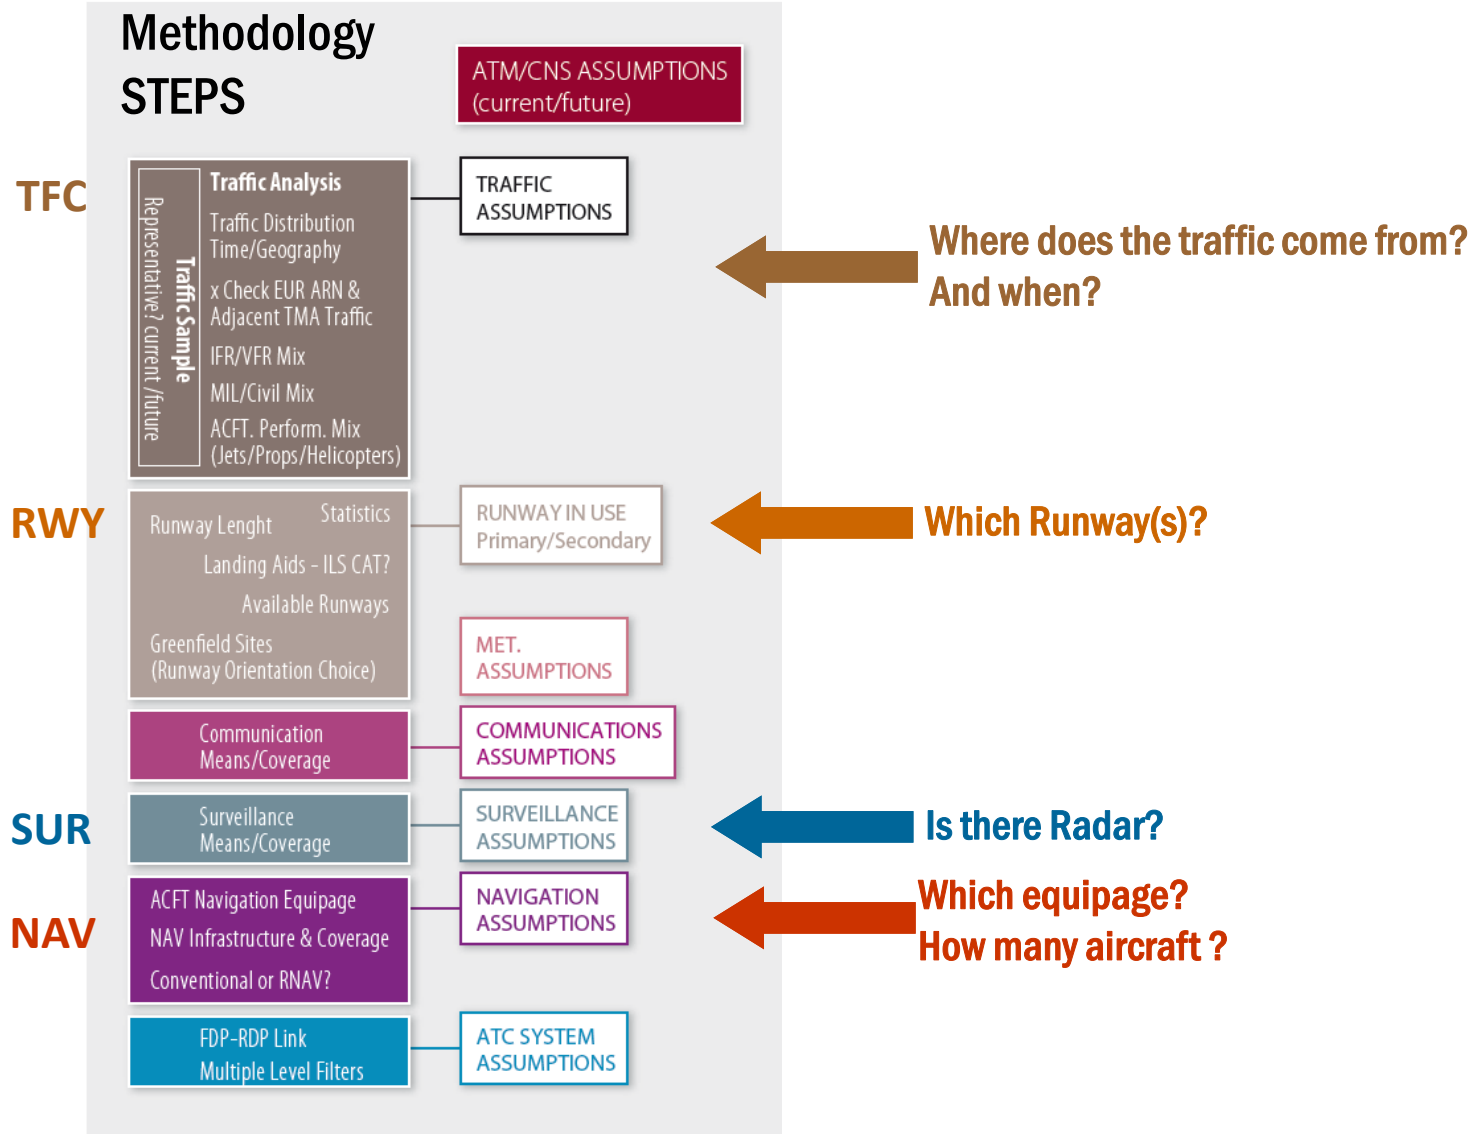 Methodology
STEPS
ATM/CNS ASSUMPTIONS
(current/future)
TFC
Traffic Sample
Representative? current /future
Traffic Analysis
Traffic Distribution
Time/Geography
x Check EUR ARN &
Adjacent TMA Traffic
IFR/VFR Mix
MIL/Civil Mix
ACFT. Perform. Mix
(Jets/Props/Helicopters)
TRAFFIC
ASSUMPTIONS
Where does the traffic come from?
And when?
RWY
Statistics
Runway Lenght
Landing Aids - ILS CAT?
Available Runways
Greenfield Sites
(Runway Orientation Choice)
RUNWAY IN USE
Primary/Secondary
Which Runway(s)?
MET.
ASSUMPTIONS
Communication
Means/Coverage
COMMUNICATIONS
ASSUMPTIONS
SUR
Surveillance
Means/Coverage
SURVEILLANCE
ASSUMPTIONS
Is there Radar?
NAV
ACFT Navigation Equipage
NAV Infrastructure & Coverage
Conventional or RNAV?
NAVIGATION
ASSUMPTIONS
Which equipage?
How many aircraft ?
FDP-RDP Link
Multiple Level Filters
ATC SYSTEM
ASSUMPTIONS